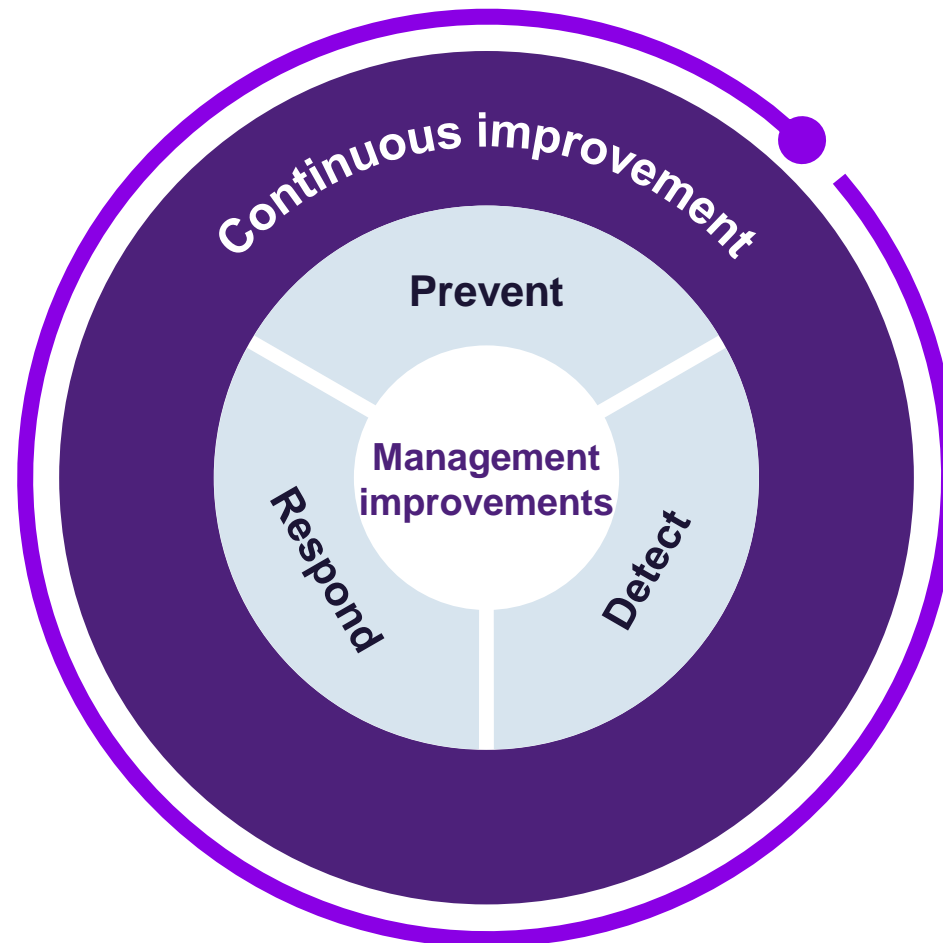 Continuous improvement
Prevent
Management
improvements
Respond
Detect